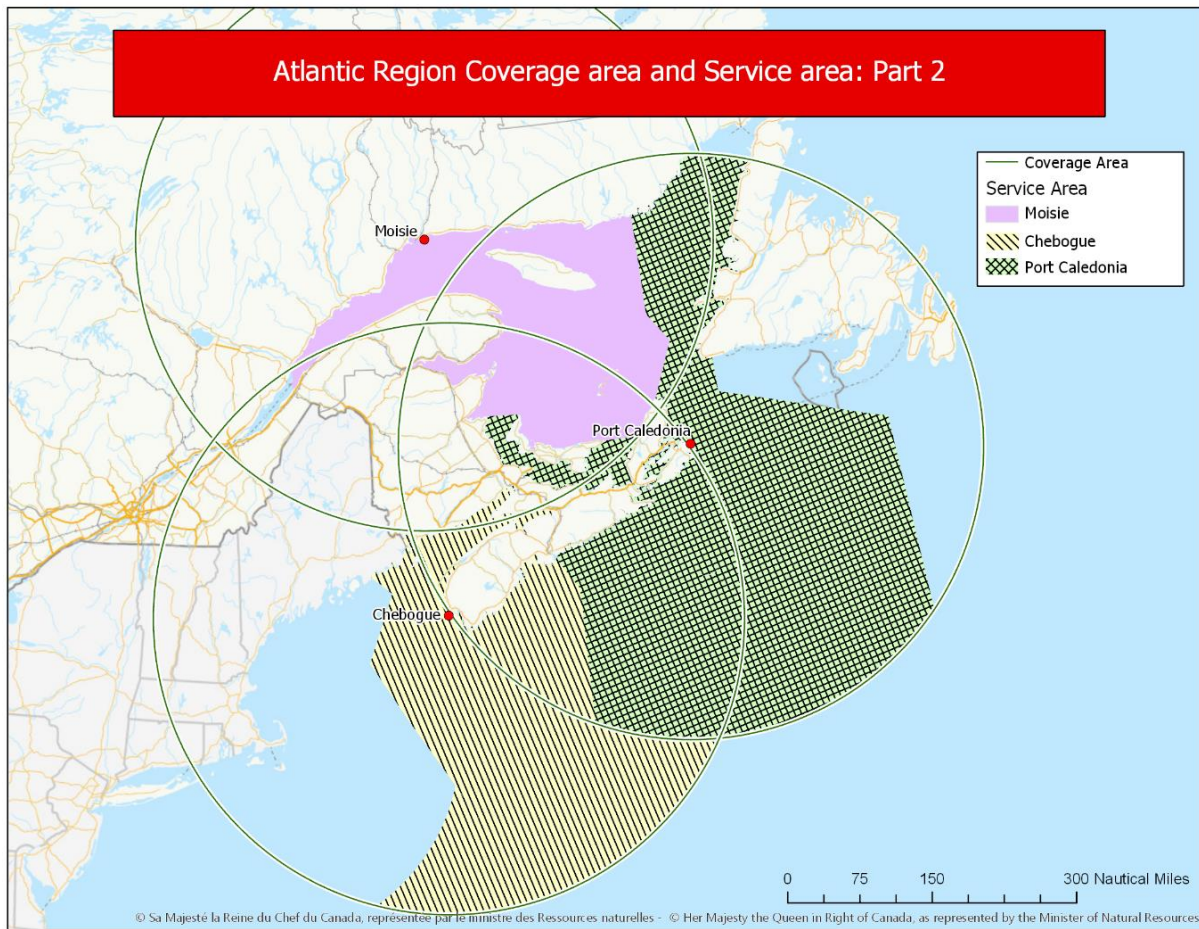 Atlantic Region Coverage area and Service area: Part 2
Coverage Area
Service Area
Moisie
Chebogue
Port Caledonia
Moisie
Port Caledonia
Chebogue
0 75 150 300 Nautical Miles
© Sa Majesté la Reine du Chef du Canada, représentée par le ministre des Ressources naturelles - © Her Majesty the Queen in Right of Canada, as represented by the Minister of Natural Resources